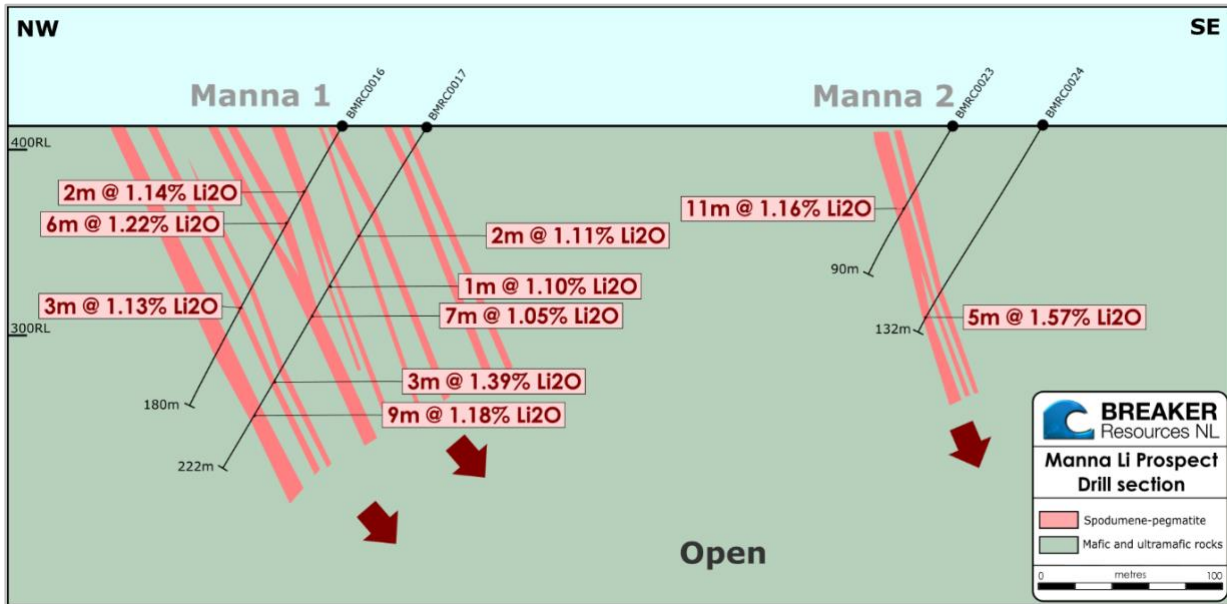 NW
SE
Manna 1
BMRC0016
BMRC0017
Manna 2
BMRC0023
BMRC0024
400RL
2m @ 1.14% Li2O
6m @ 1.22% Li2O
11m @ 1.16% Li2O
2m @ 1.11% Li2O
90m
1m @ 1.10% Li2O
3m @ 1.13% Li2O
7m @ 1.05% Li2O
5m @ 1.57% Li2O
132m
300RL
3m @ 1.39% Li2O
180m
9m @ 1.18% Li2O
222m
Open
BREAKER
Resources NL
Manna Li Prospect
Drill section
Spodumene-pegmatite
Mafic and ultramafic rocks
0 metres 100